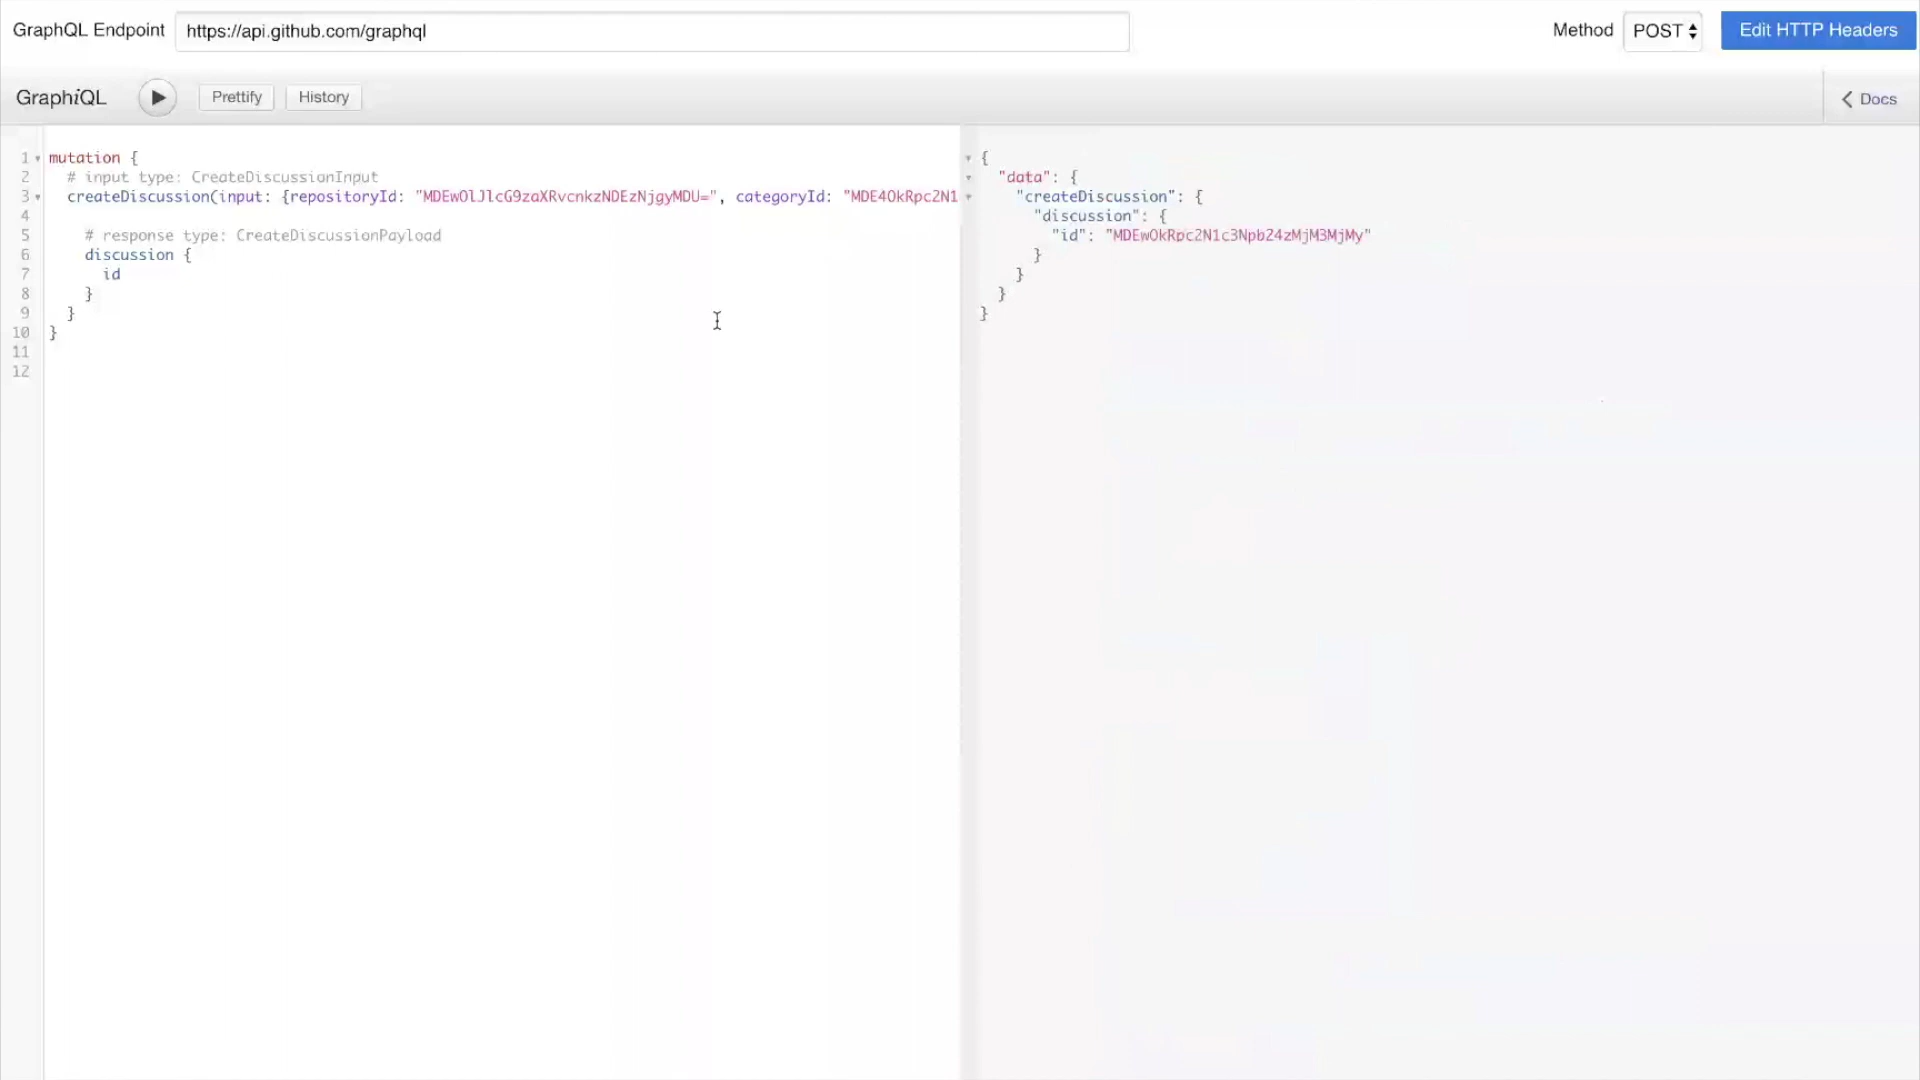 GraphQL Endpoint https://api.github.com/graphql Method POST Edit HTTP Headers
GraphiQL Prettify History Docs
1 mutation {
2 # input type: CreateDiscussionInput
3 createDiscussion(input: {repositoryId: "MDEwOlJlcG9zaXRvcnkzNDEzNjgyMDU=", categoryId: "MDE4OkRpc2N1
4
5 # response type: CreateDiscussionPayload
6 discussion {
7 id
8 }
9 }
10 }
11
12
{
"data": {
"createDiscussion": {
"discussion": {
"id": "MDEwOkRpc2N1c3Npb24zMjM3MjMy"
}
}
}
}